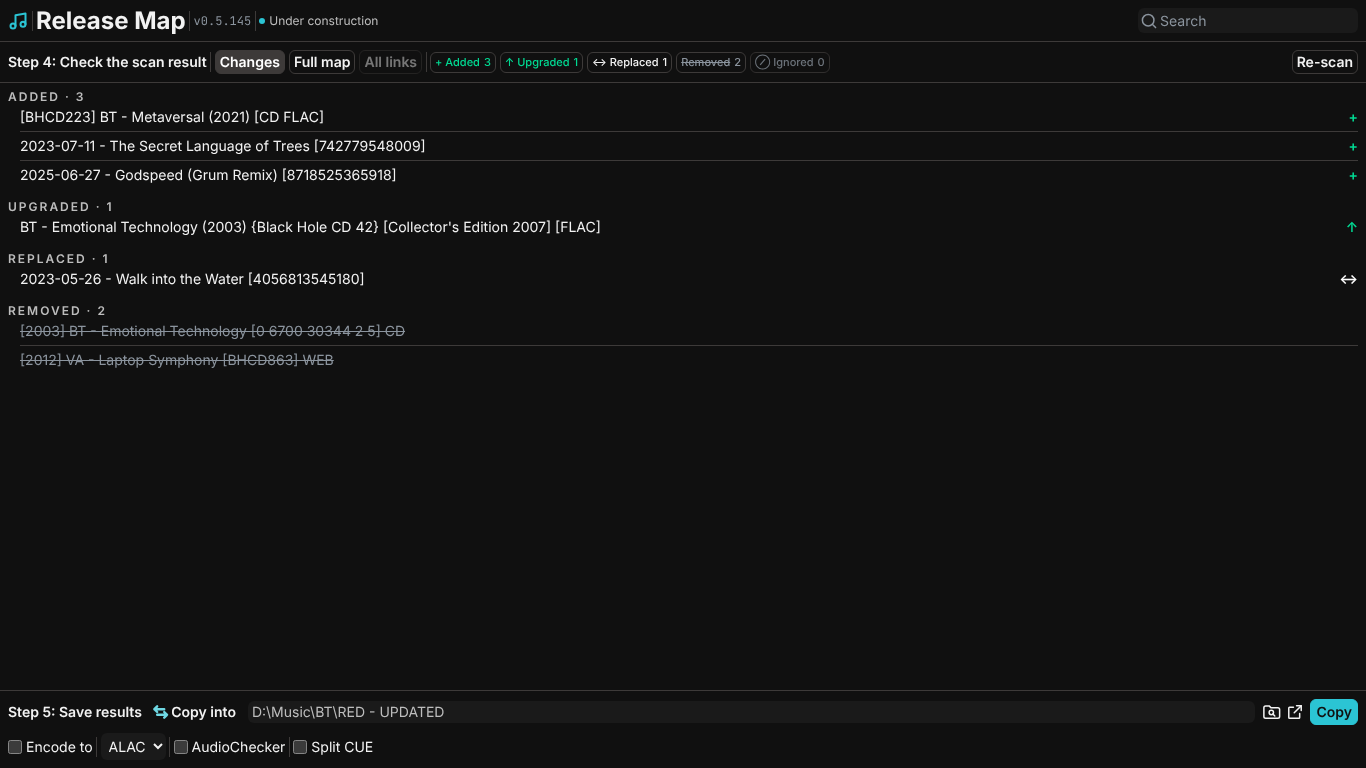 Release Map v0.5.145 Under construction Search
Step 4: Check the scan result Changes Full map All links + Added 3 ↑ Upgraded 1 ↔ Replaced 1 Removed 2 Ignored 0 Re-scan
ADDED · 3
[BHCD223] BT - Metaversal (2021) [CD FLAC] +
2023-07-11 - The Secret Language of Trees [742779548009] +
2025-06-27 - Godspeed (Grum Remix) [8718525365918] +
UPGRADED · 1
BT - Emotional Technology (2003) {Black Hole CD 42} [Collector's Edition 2007] [FLAC] ↑
REPLACED · 1
2023-05-26 - Walk into the Water [4056813545180] ↔
REMOVED · 2
[2003] BT - Emotional Technology [0 6700 30344 2 5] CD
[2012] VA - Laptop Symphony [BHCD863] WEB
Step 5: Save results Copy into D:\Music\BT\RED - UPDATED Copy
Encode to ALAC AudioChecker Split CUE